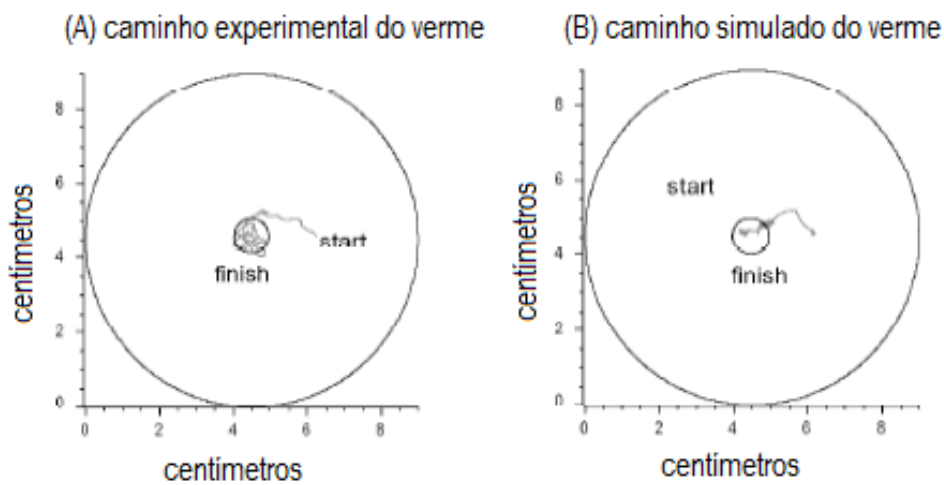 (A) caminho experimental do verme
(B) caminho simulado do verme
centímetros
8
6
4
2
0
0
2
4
6
8
start
finish
centímetros
centímetros
8
6
4
2
0
0
2
4
6
8
start
finish
centímetros